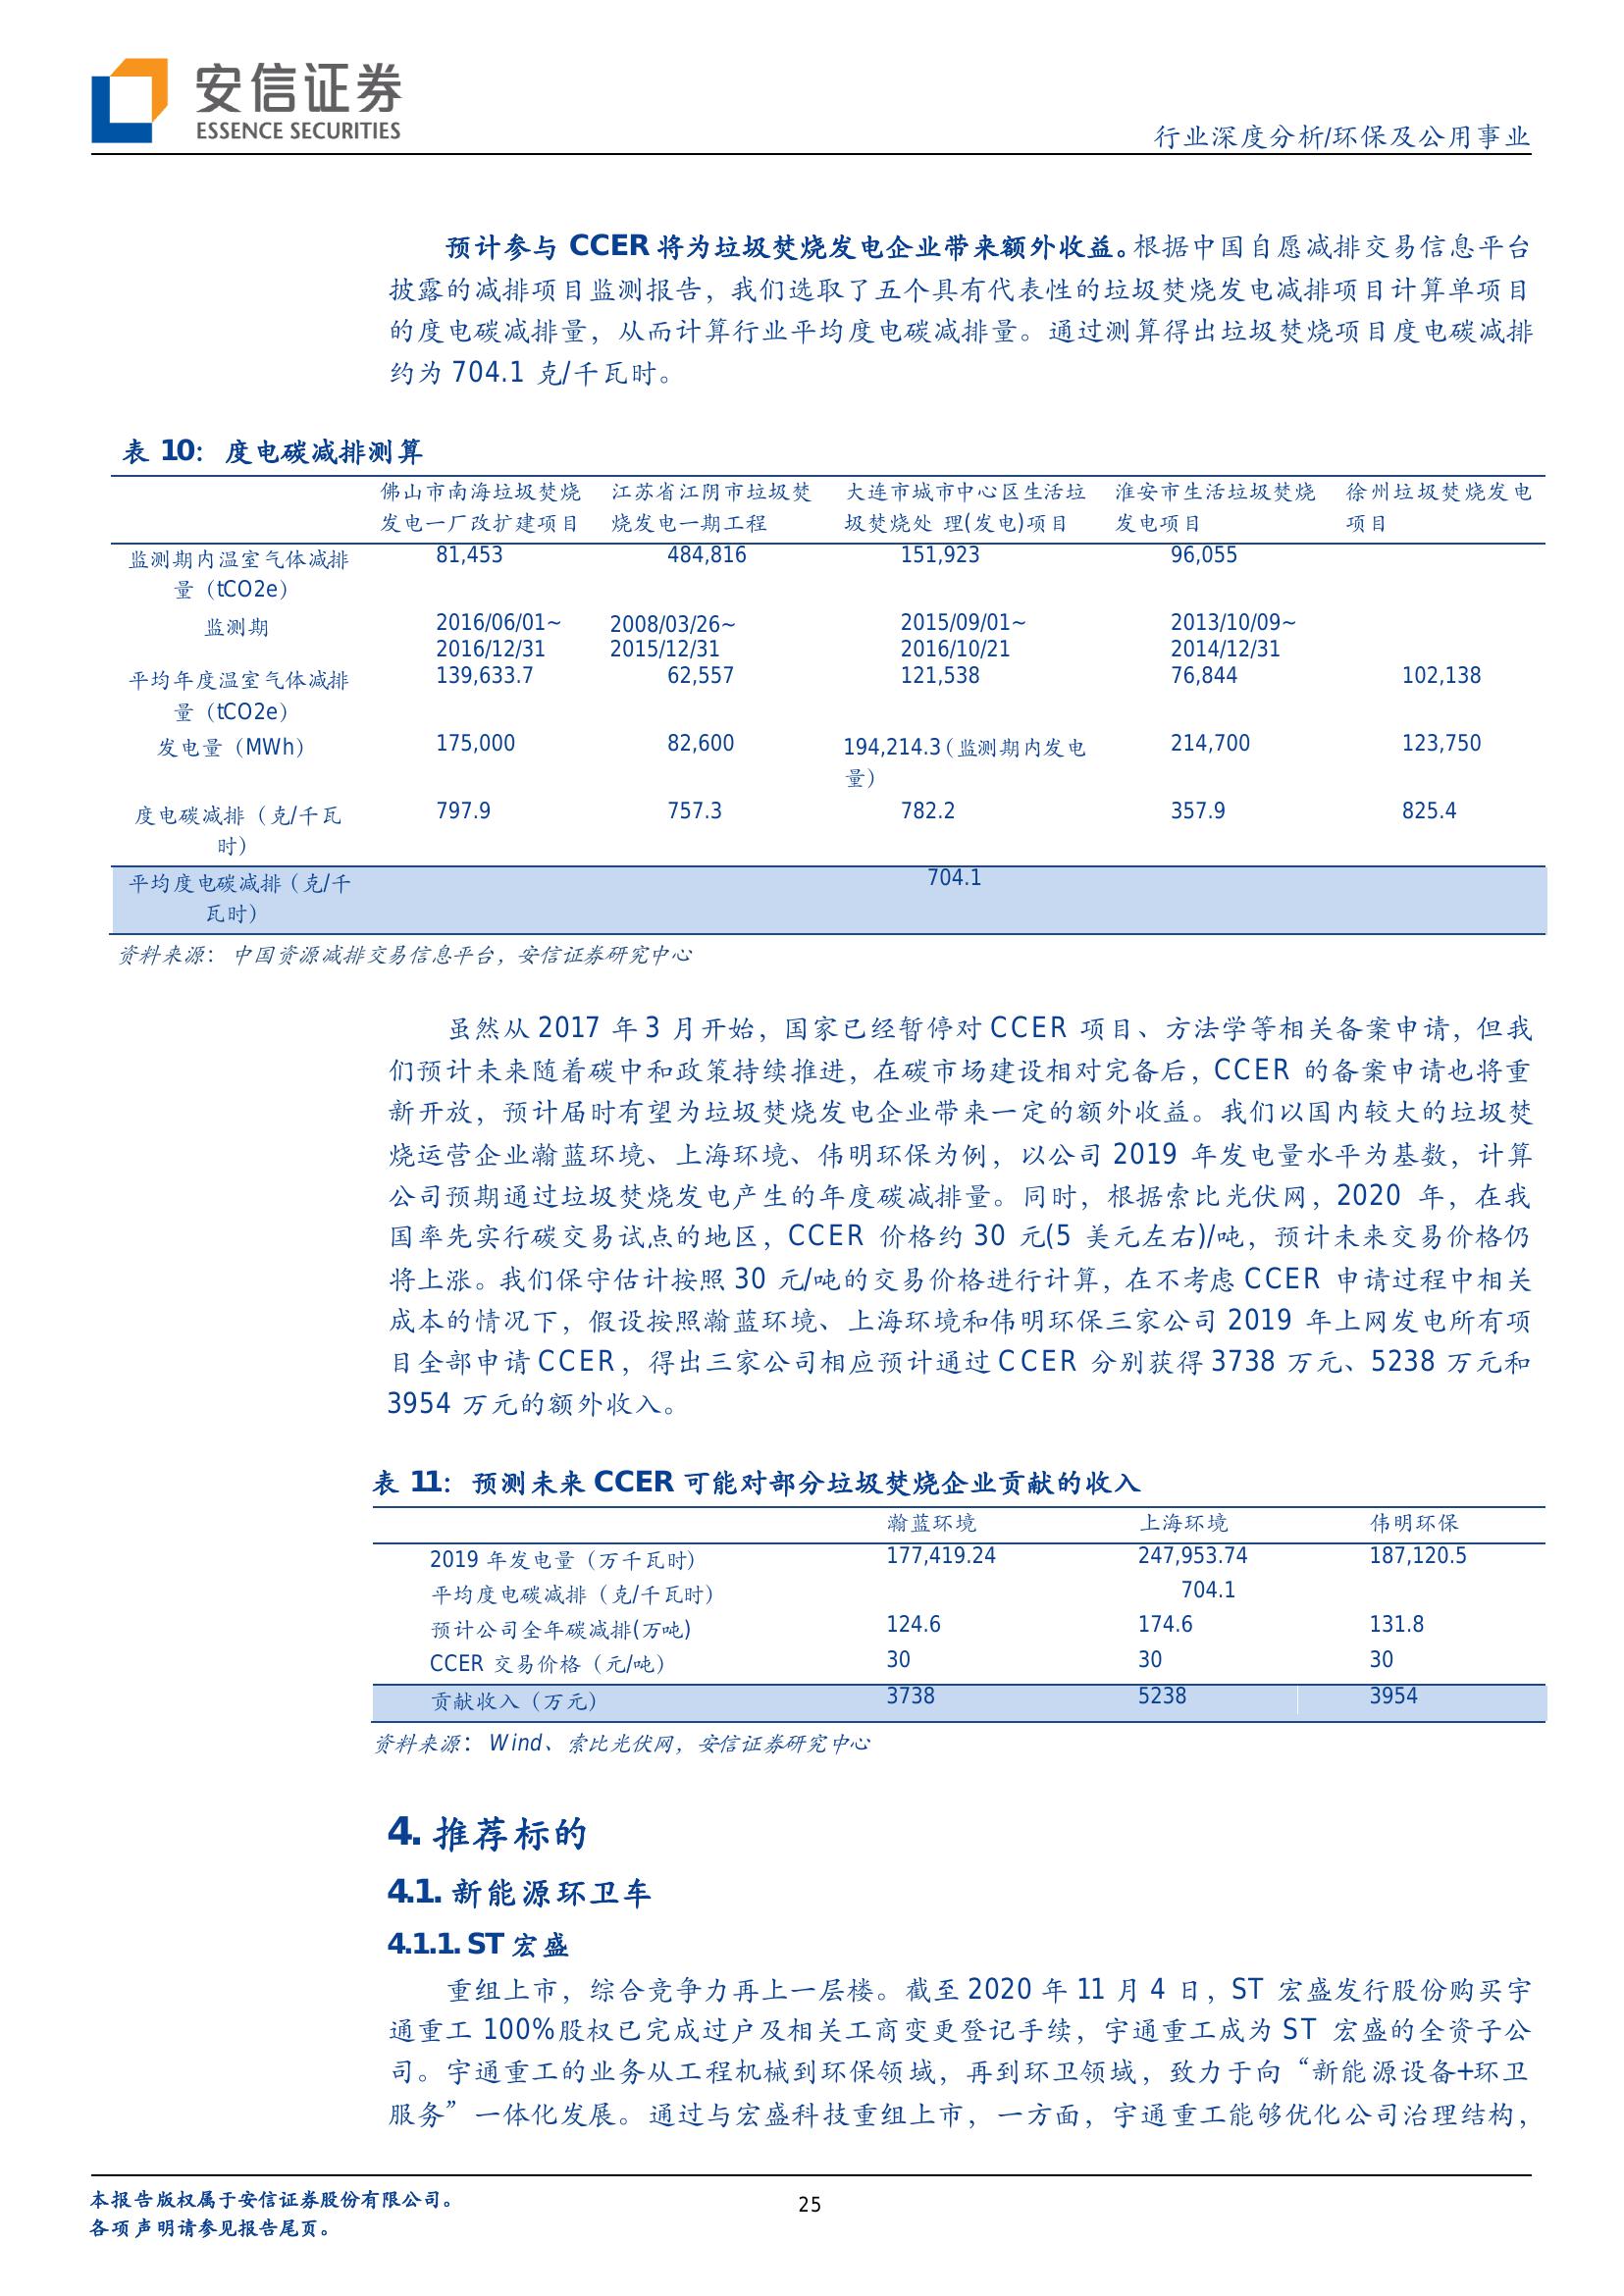 安信证券
ESSENCE SECURITIES
行业深度分析/环保及公用事业
预计参与 CCER 将为垃圾焚烧发电企业带来额外收益。根据中国自愿减排交易信息平台
披露的减排项目监测报告，我们选取了五个具有代表性的垃圾焚烧发电减排项目计算单项目
的度电碳减排量，从而计算行业平均度电碳减排量。通过测算得出垃圾焚烧项目度电碳减排
约为 704.1 克/千瓦时。
表 10：度电碳减排测算
佛山市南海垃圾焚烧 江苏省江阴市垃圾焚 大连市城市中心区生活垃 淮安市生活垃圾焚烧 徐州垃圾焚烧发电
发电一厂改扩建项目 烧发电一期工程 圾焚烧处 理(发电)项目 发电项目 项目
监测期内温室气体减排 81,453 484,816 151,923 96,055
量（tCO2e）
监测期 2016/06/01~ 2008/03/26~ 2015/09/01~ 2013/10/09~
2016/12/31 2015/12/31 2016/10/21 2014/12/31
平均年度温室气体减排 139,633.7 62,557 121,538 76,844 102,138
量（tCO2e）
发电量（MWh） 175,000 82,600 194,214.3（监测期内发电 214,700 123,750
量）
度电碳减排（克/千瓦 797.9 757.3 782.2 357.9 825.4
时）
平均度电碳减排（克/千 704.1
瓦时）
资料来源：中国资源减排交易信息平台，安信证券研究中心
虽然从 2017 年 3 月开始，国家已经暂停对 CCER 项目、方法学等相关备案申请，但我
们预计未来随着碳中和政策持续推进，在碳市场建设相对完备后，CCER 的备案申请也将重
新开放，预计届时有望为垃圾焚烧发电企业带来一定的额外收益。我们以国内较大的垃圾焚
烧运营企业瀚蓝环境、上海环境、伟明环保为例，以公司 2019 年发电量水平为基数，计算
公司预期通过垃圾焚烧发电产生的年度碳减排量。同时，根据索比光伏网，2020 年，在我
国率先实行碳交易试点的地区，CCER 价格约 30 元(5 美元左右)/吨，预计未来交易价格仍
将上涨。我们保守估计按照 30 元/吨的交易价格进行计算，在不考虑 CCER 申请过程中相关
成本的情况下，假设按照瀚蓝环境、上海环境和伟明环保三家公司 2019 年上网发电所有项
目全部申请 CCER，得出三家公司相应预计通过 CCER 分别获得 3738 万元、5238 万元和
3954 万元的额外收入。
表 11：预测未来 CCER 可能对部分垃圾焚烧企业贡献的收入
瀚蓝环境 上海环境 伟明环保
2019 年发电量（万千瓦时） 177,419.24 247,953.74 187,120.5
平均度电碳减排（克/千瓦时） 704.1
预计公司全年碳减排(万吨) 124.6 174.6 131.8
CCER 交易价格（元/吨） 30 30 30
贡献收入（万元） 3738 5238 3954
资料来源：Wind、索比光伏网，安信证券研究中心
4. 推荐标的
4.1. 新能源环卫车
4.1.1. ST 宏盛
重组上市，综合竞争力再上一层楼。截至 2020 年 11 月 4 日，ST 宏盛发行股份购买宇
通重工 100%股权已完成过户及相关工商变更登记手续，宇通重工成为 ST 宏盛的全资子公
司。宇通重工的业务从工程机械到环保领域，再到环卫领域，致力于向“新能源设备+环卫
服务”一体化发展。通过与宏盛科技重组上市，一方面，宇通重工能够优化公司治理结构，
本报告版权属于安信证券股份有限公司。
25
各项声明请参见报告尾页。